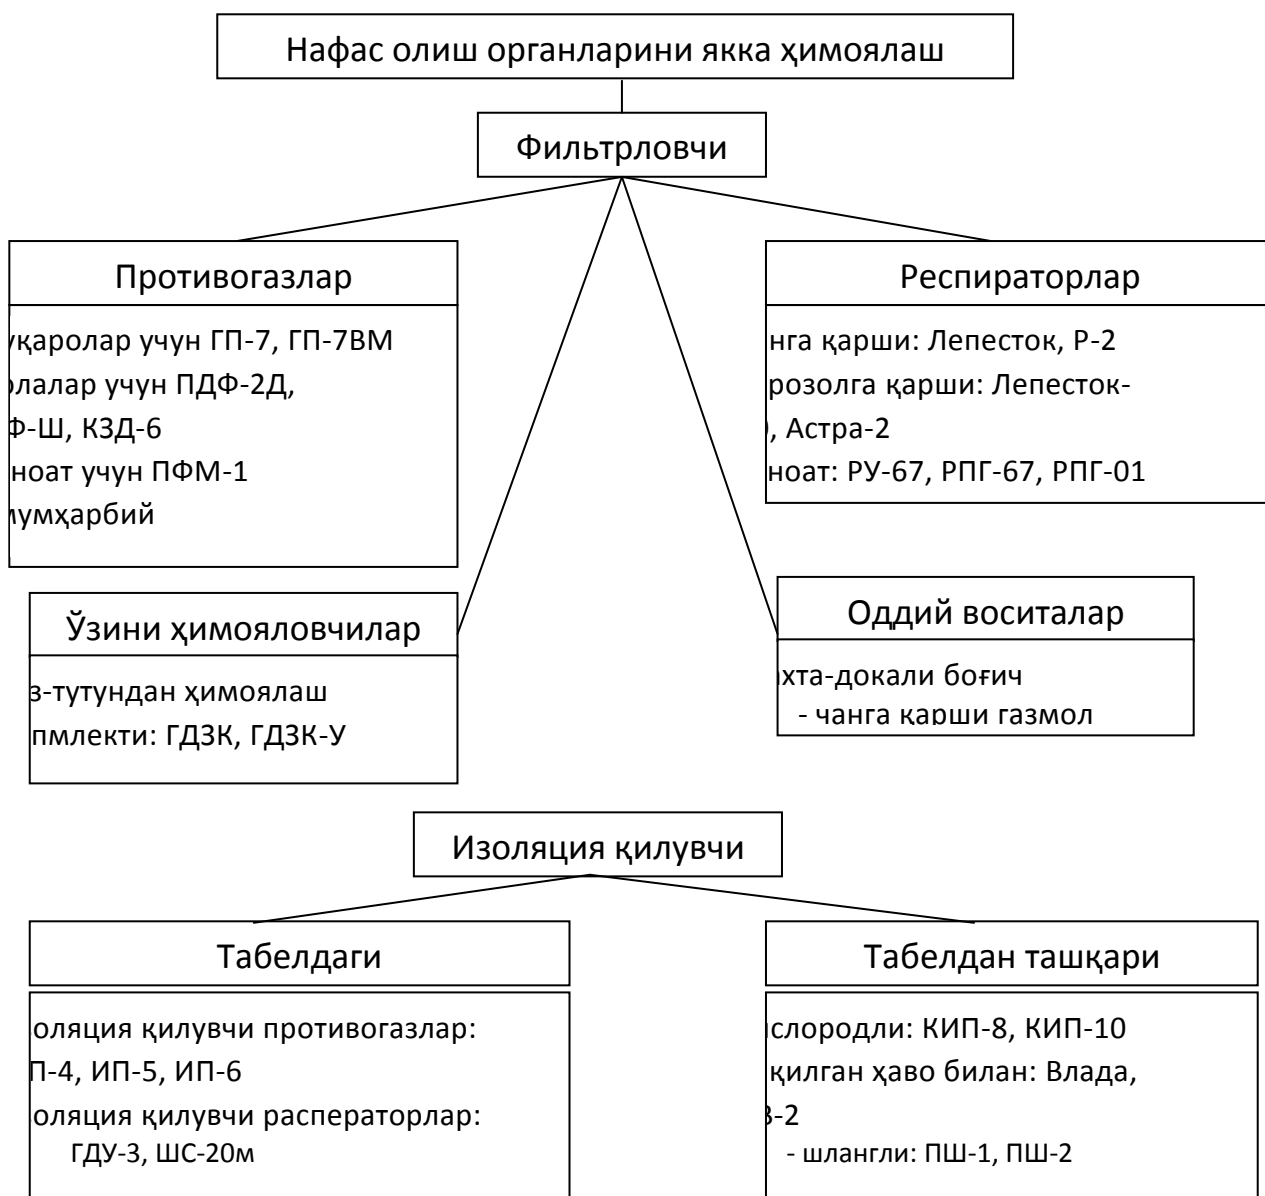 Нафас олиш органларини якка ҳимоялаш
Фильтрловчи
Противогазлар
уқаролар учун ГП-7, ГП-7ВМ
олалар учун ПДФ-2Д,
Ф-Ш, КЗД-6
ноат учун ПФМ-1
мумҳарбий
Респираторлар
нга қарши: Лепесток, Р-2
розолга қарши: Лепесток-
, Астра-2
ноат: РУ-67, РПГ-67, РПГ-01
Ўзини ҳимояловчилар
з-тутундан ҳимоялаш
пмлекти: ГДЗК, ГДЗК-У
Оддий воситалар
хта-докали боғич
- чанга қарши газмол
Изоляция қилувчи
Табелдаги
оляция қилувчи противогазлар:
П-4, ИП-5, ИП-6
оляция қилувчи расператорлар:
ГДУ-3, ШС-20м
Табелдан ташқари
ислородли: КИП-8, КИП-10
қилган ҳаво билан: Влада,
В-2
- шлангли: ПШ-1, ПШ-2